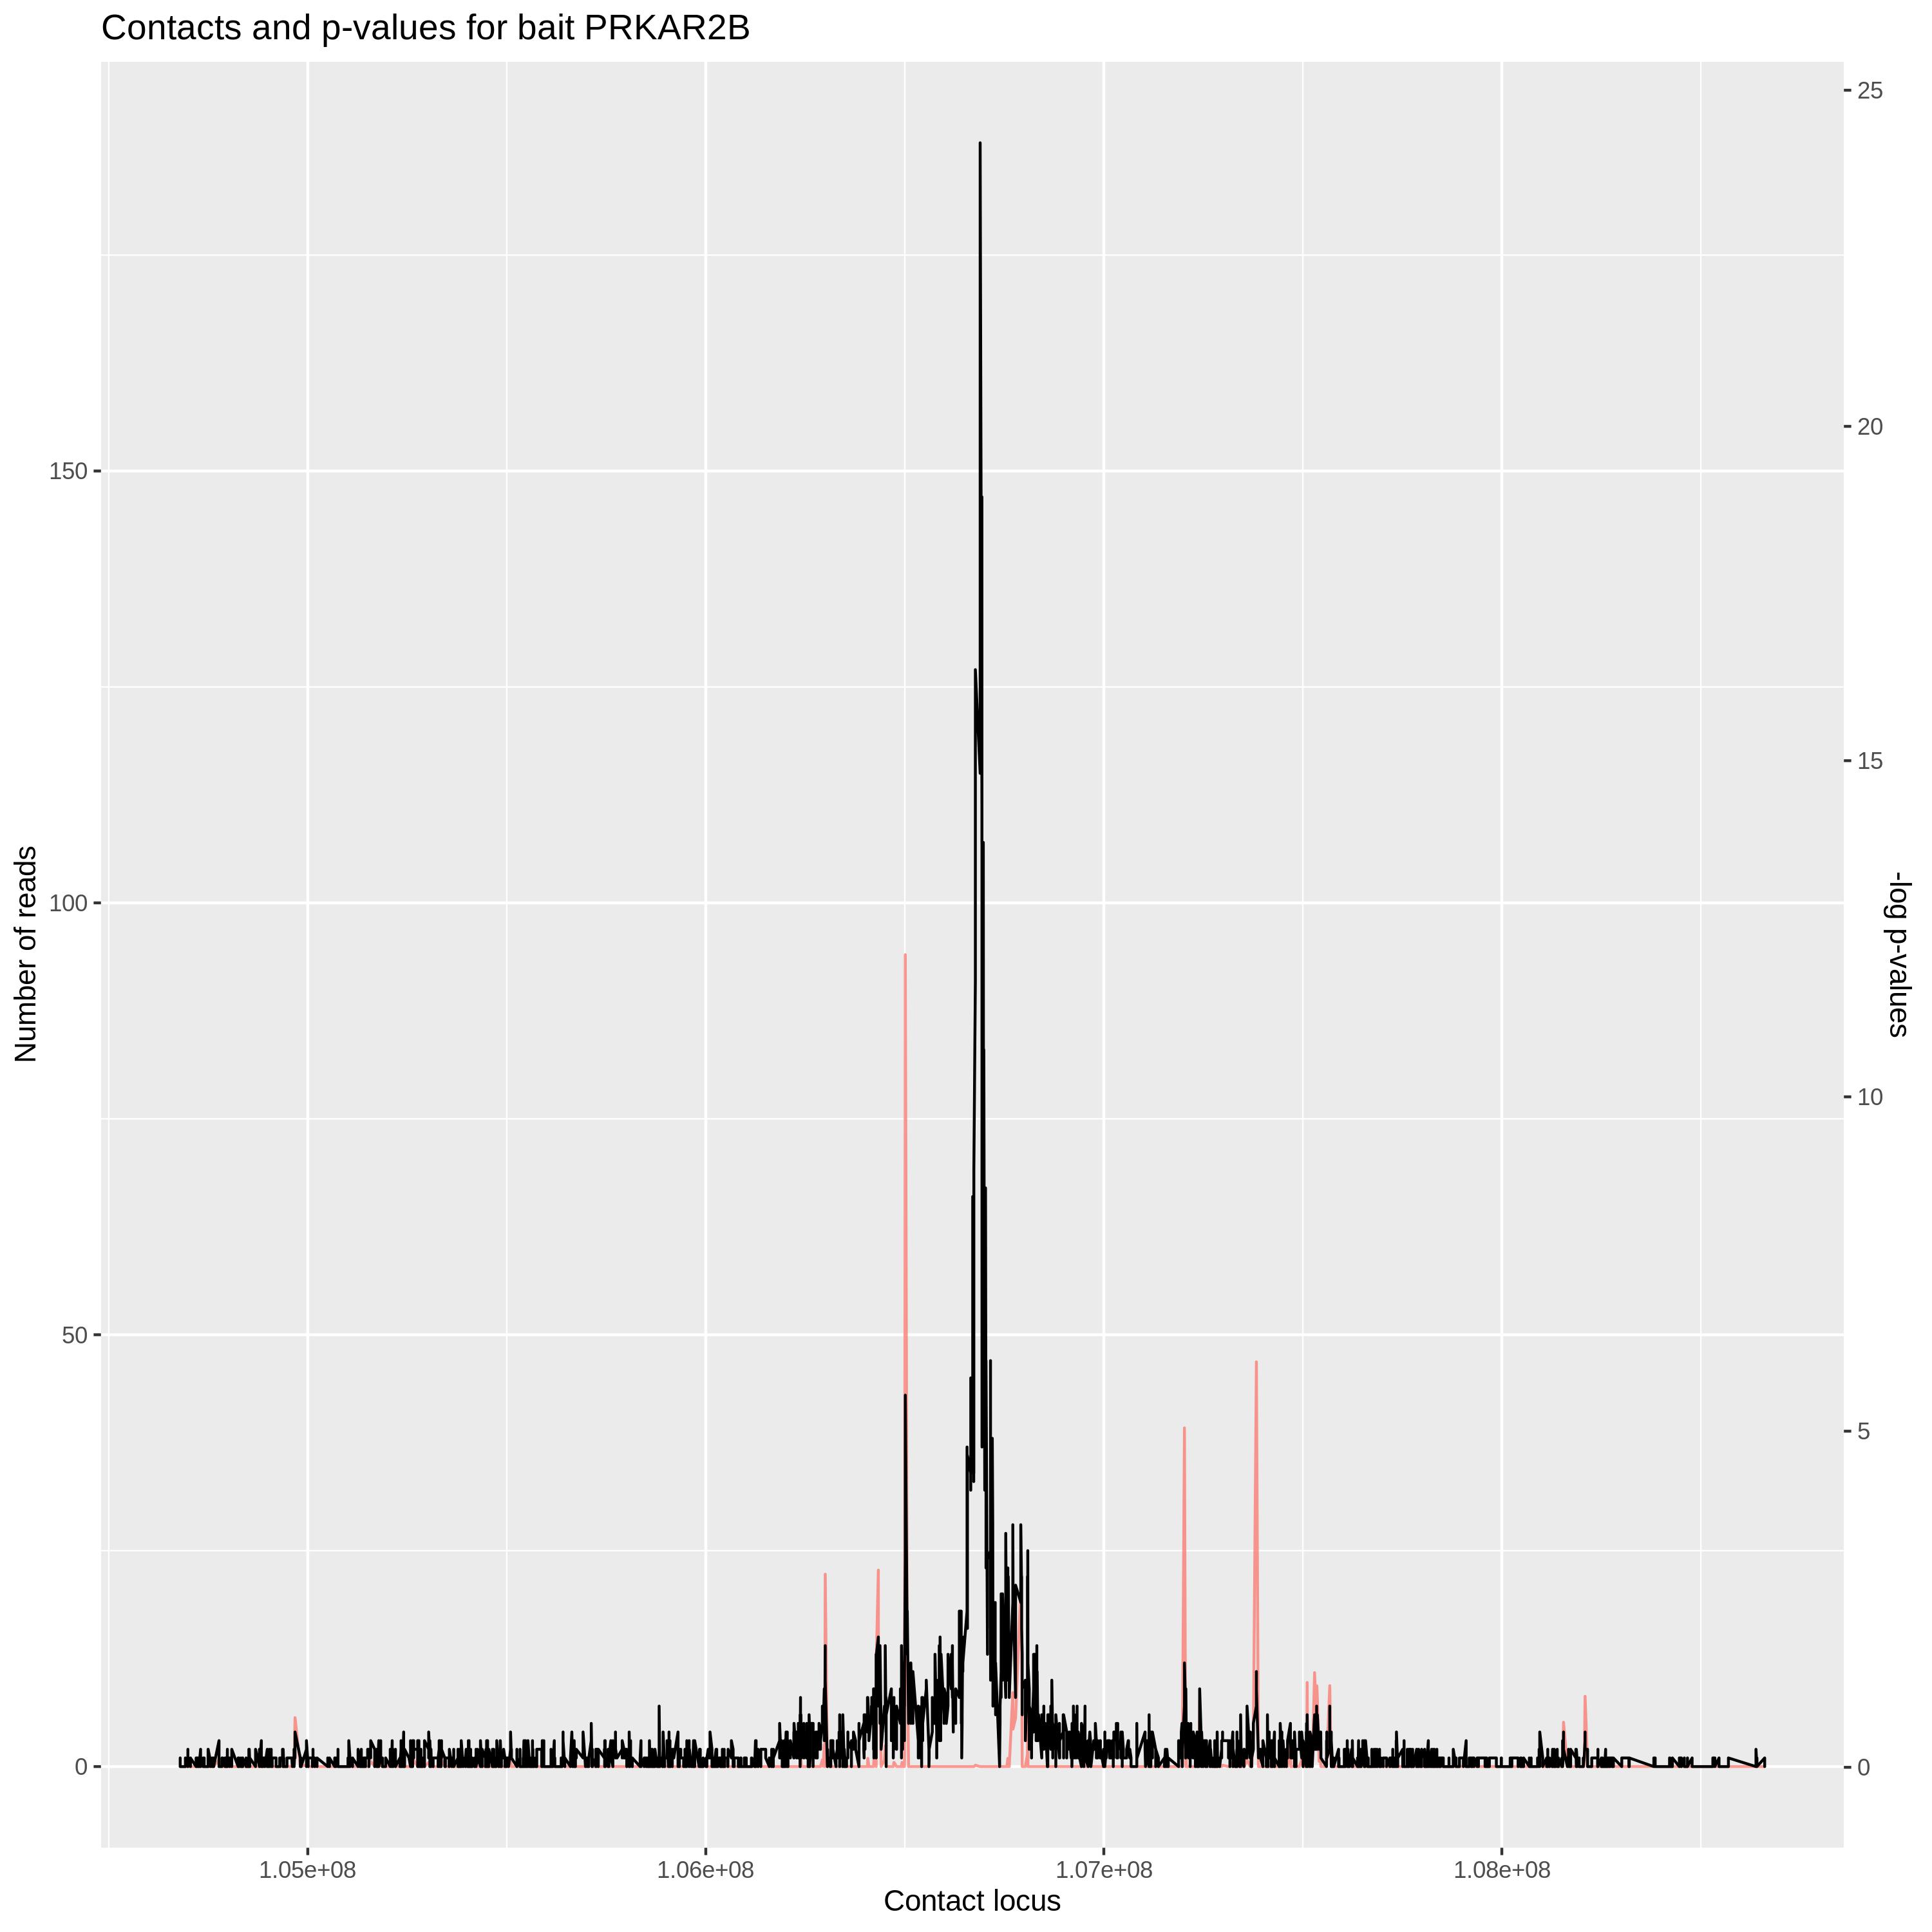 Contacts and p-values for bait PRKAR2B
Number of reads
150
100
50
0
25
20
15
10
5
0
-log p-values
1.05e+08
1.06e+08
1.07e+08
1.08e+08
Contact locus